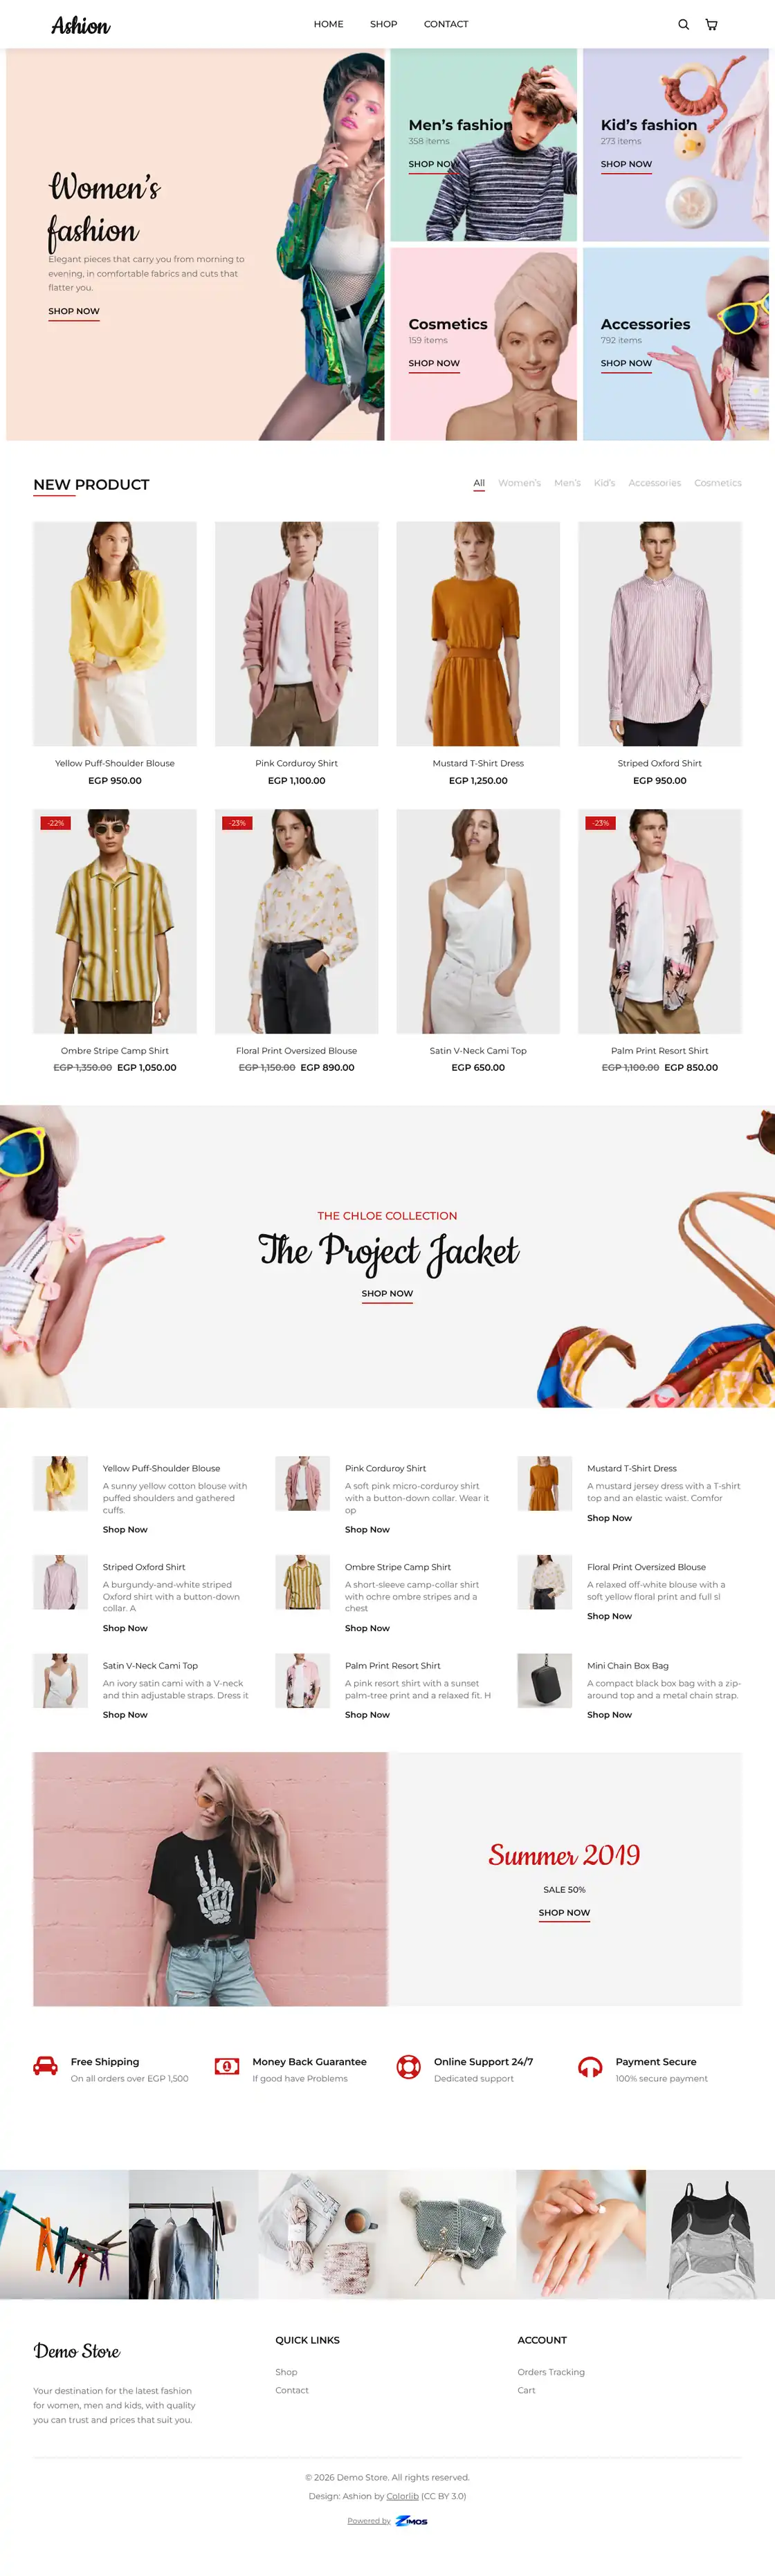 Ashion
HOME SHOP CONTACT
Women's
fashion
Elegant pieces that carry you from morning to
evening, in comfortable fabrics and cuts that
flatter you.
SHOP NOW
Men's fashion
358 items
SHOP NOW
Kid's fashion
273 items
SHOP NOW
Cosmetics
159 items
SHOP NOW
Accessories
792 items
SHOP NOW
NEW PRODUCT
All Women's Men's Kid's Accessories Cosmetics
Yellow Puff-Shoulder Blouse
EGP 950.00
Pink Corduroy Shirt
EGP 1,100.00
Mustard T-Shirt Dress
EGP 1,250.00
Striped Oxford Shirt
EGP 950.00
-22%
Ombre Stripe Camp Shirt
EGP 1,350.00 EGP 1,050.00
-23%
Floral Print Oversized Blouse
EGP 1,150.00 EGP 890.00
Satin V-Neck Cami Top
EGP 650.00
-23%
Palm Print Resort Shirt
EGP 1,100.00 EGP 850.00
THE CHLOE COLLECTION
The Project Jacket
SHOP NOW
Yellow Puff-Shoulder Blouse
A sunny yellow cotton blouse with
puffed shoulders and gathered
cuffs.
Shop Now
Pink Corduroy Shirt
A soft pink micro-corduroy shirt
with a button-down collar. Wear it
op
Shop Now
Mustard T-Shirt Dress
A mustard jersey dress with a T-shirt
top and an elastic waist. Comfor
Shop Now
Striped Oxford Shirt
A burgundy-and-white striped
Oxford shirt with a button-down
collar. A
Shop Now
Ombre Stripe Camp Shirt
A short-sleeve camp-collar shirt
with ochre ombre stripes and a
chest
Shop Now
Floral Print Oversized Blouse
A relaxed off-white blouse with a
soft yellow floral print and full sl
Shop Now
Satin V-Neck Cami Top
An ivory satin cami with a V-neck
and thin adjustable straps. Dress it
Shop Now
Palm Print Resort Shirt
A pink resort shirt with a sunset
palm-tree print and a relaxed fit. H
Shop Now
Mini Chain Box Bag
A compact black box bag with a zip-
around top and a metal chain strap.
Shop Now
Summer 2019
SALE 50%
SHOP NOW
Free Shipping
On all orders over EGP 1,500
Money Back Guarantee
If good have Problems
Online Support 24/7
Dedicated support
Payment Secure
100% secure payment
Demo Store
Your destination for the latest fashion
for women, men and kids, with quality
you can trust and prices that suit you.
QUICK LINKS
Shop
Contact
ACCOUNT
Orders Tracking
Cart
© 2026 Demo Store. All rights reserved.
Design: Ashion by Colorlib (CC BY 3.0)
Powered by ZIMOS